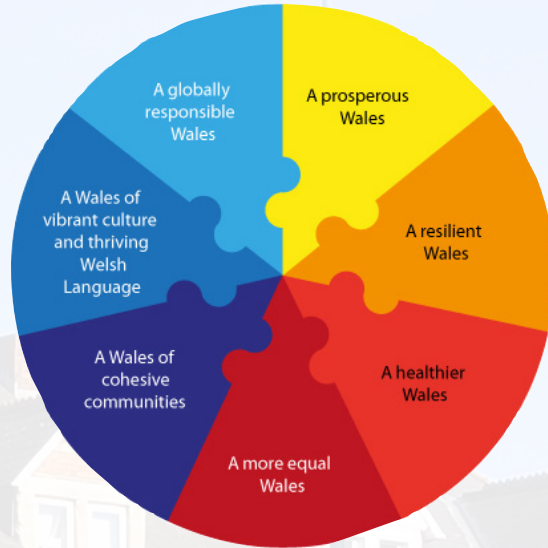 A prosperous
Wales
A resilient
Wales
A healthier
Wales
A more equal
Wales
A Wales of
cohesive
communities
A Wales of
vibrant culture
and thriving
Welsh
Language
A globally
responsible
Wales